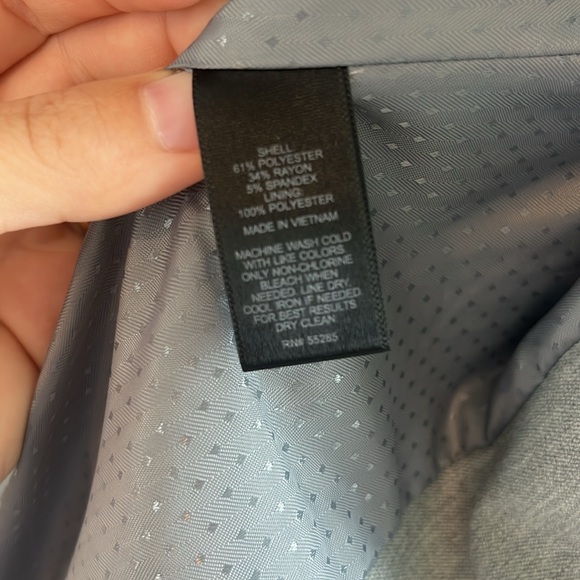 SHELL
61% POLYESTER
34% RAYON
5% SPANDEX
LINING:
100% POLYESTER
MADE IN VIETNAM
MACHINE WASH COLD
WITH LIKE COLORS.
ONLY NON-CHLORINE
BLEACH WHEN
NEEDED. LINE DRY.
COOL IRON IF NEEDED
FOR BEST RESULTS
DRY CLEAN.
RN# 55285